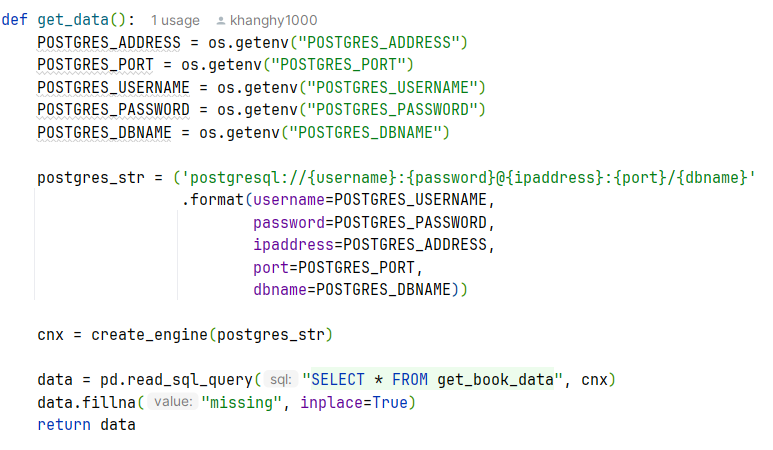 def get_data():  1 usage  khanghy1000
    POSTGRES_ADDRESS = os.getenv("POSTGRES_ADDRESS")
    POSTGRES_PORT = os.getenv("POSTGRES_PORT")
    POSTGRES_USERNAME = os.getenv("POSTGRES_USERNAME")
    POSTGRES_PASSWORD = os.getenv("POSTGRES_PASSWORD")
    POSTGRES_DBNAME = os.getenv("POSTGRES_DBNAME")
    postgres_str = ('postgresql://{username}:{password}@{ipaddress}:{port}/{dbname}'
                    .format(username=POSTGRES_USERNAME,
                            password=POSTGRES_PASSWORD,
                            ipaddress=POSTGRES_ADDRESS,
                            port=POSTGRES_PORT,
                            dbname=POSTGRES_DBNAME))
    cnx = create_engine(postgres_str)
    data = pd.read_sql_query( sql: "SELECT * FROM get_book_data", cnx)
    data.fillna( value: "missing", inplace=True)
    return data